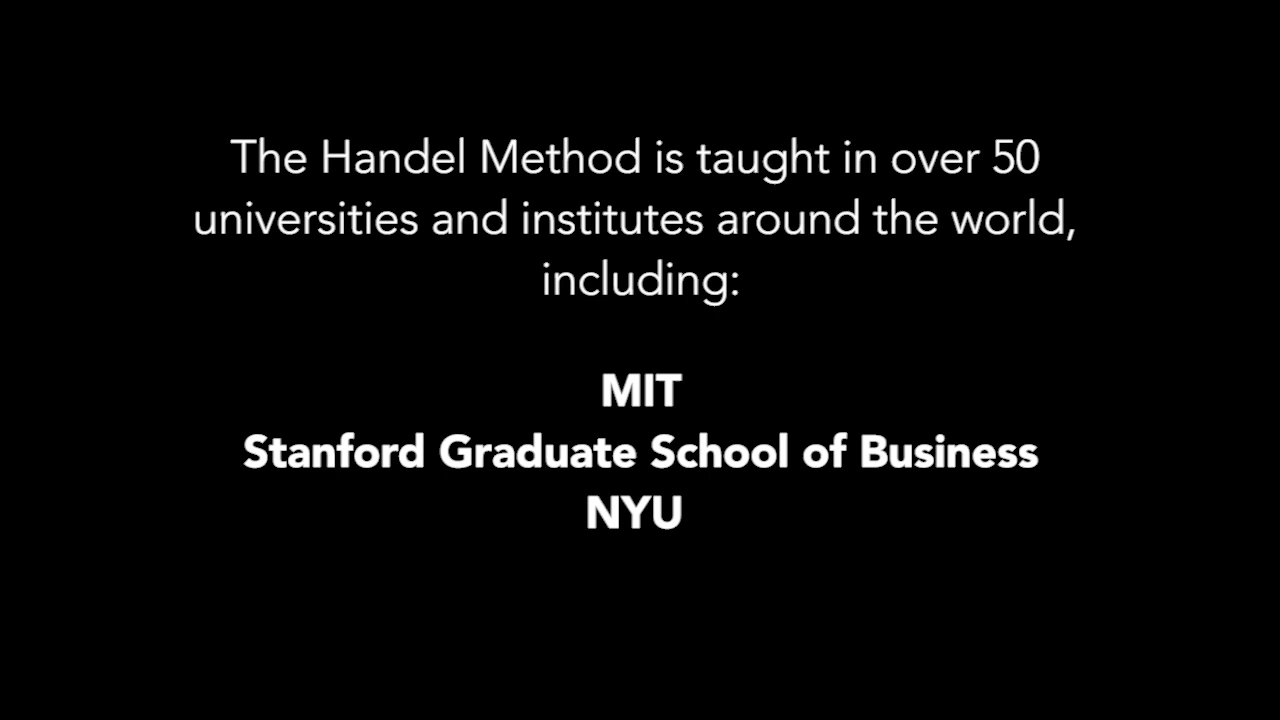 The Handel Method is taught in over 50
universities and institutes around the world,
including:
MIT
Stanford Graduate School of Business
NYU